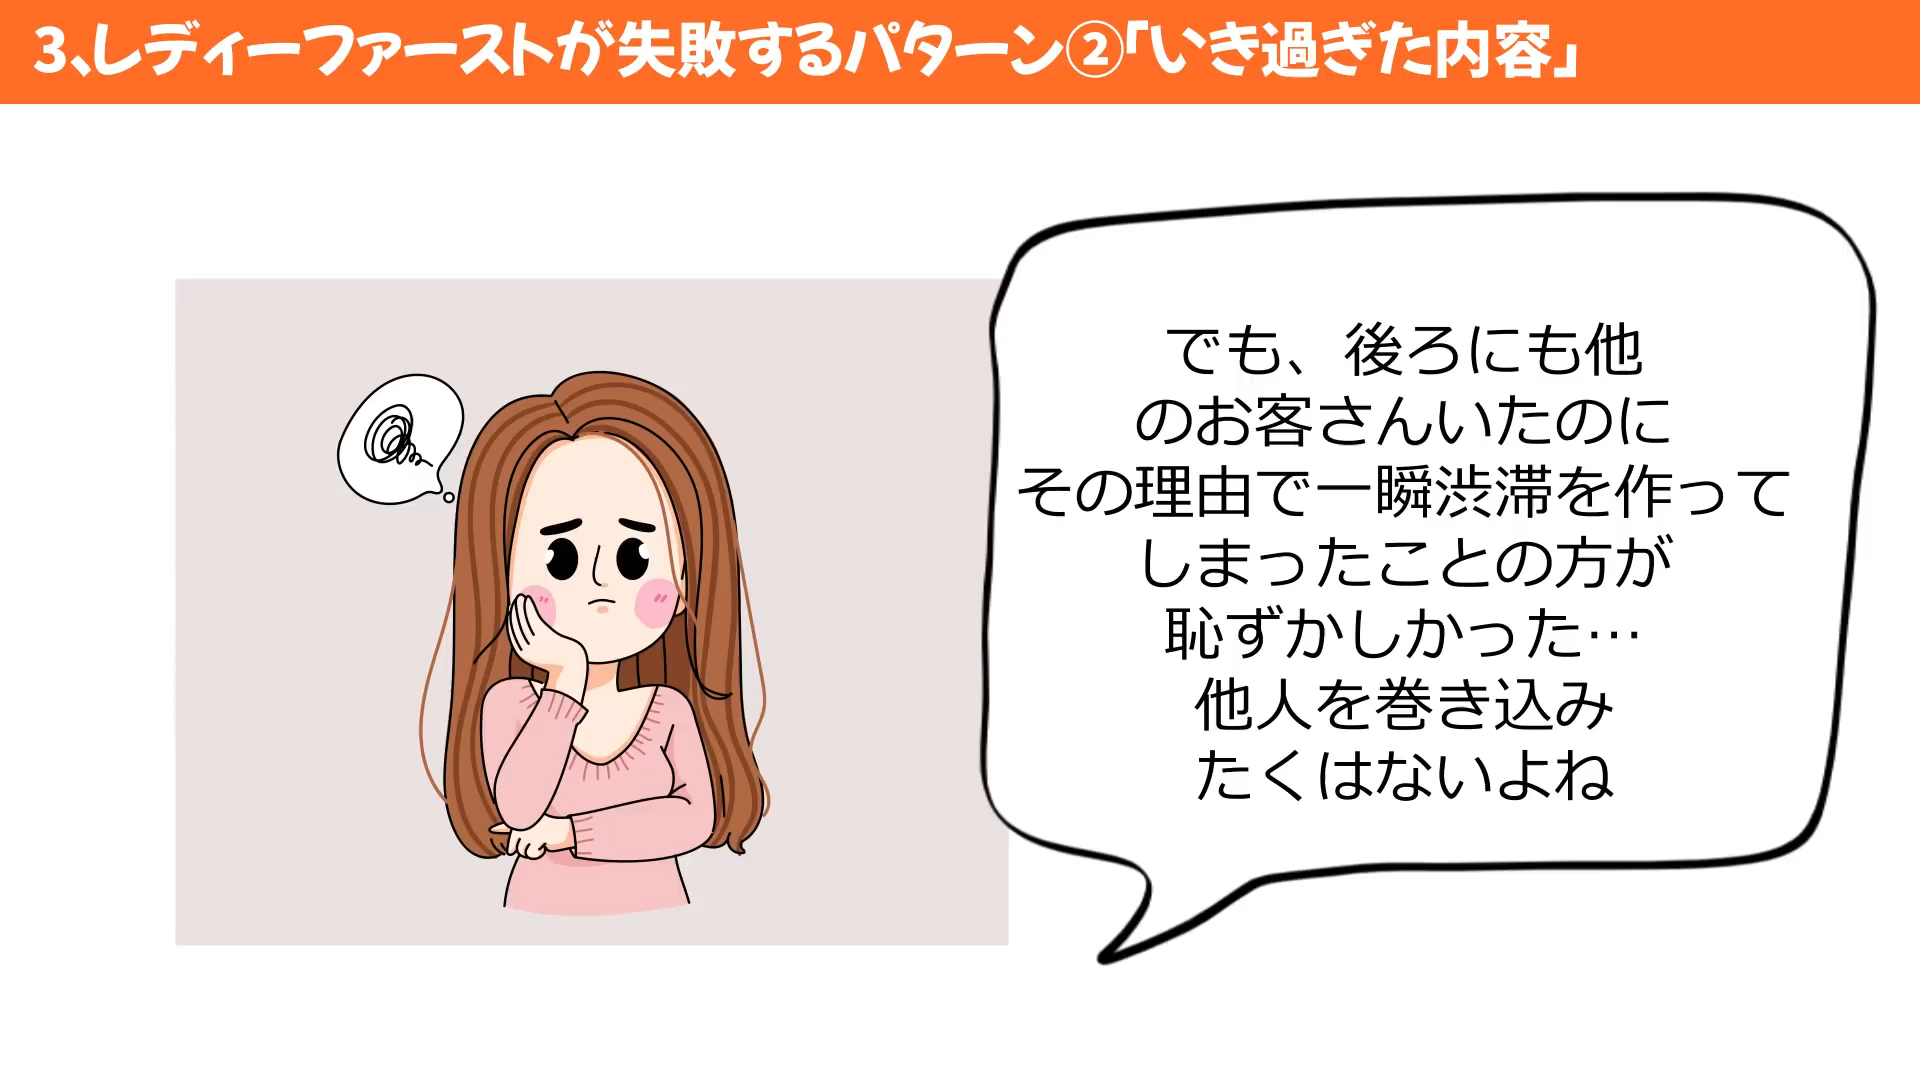 3、レディーファーストが失敗するパターン②「いき過ぎた内容」
でも、後ろにも他
のお客さんいたのに
その理由で一瞬渋滞を作って
しまったことの方が
恥ずかしかった…
他人を巻き込み
たくはないよね